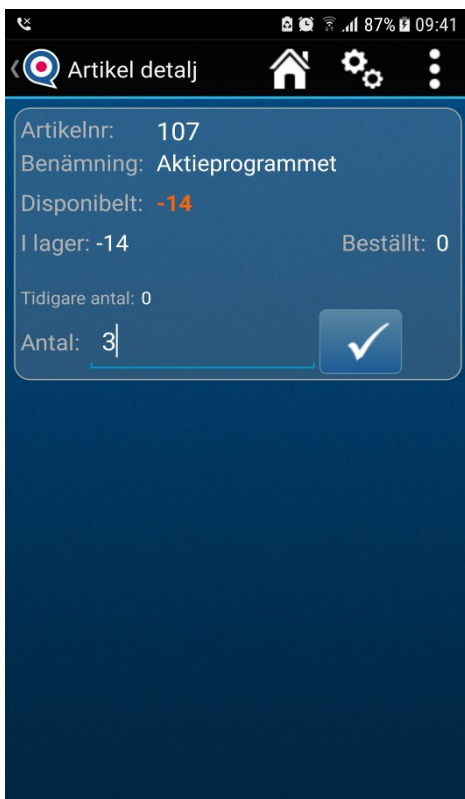 87% 09:41
Artikel detalj
Artikelnr: 107
Benämning: Aktieprogrammet
Disponibelt: -14
I lager: -14 Beställt: 0
Tidigare antal: 0
Antal: 3